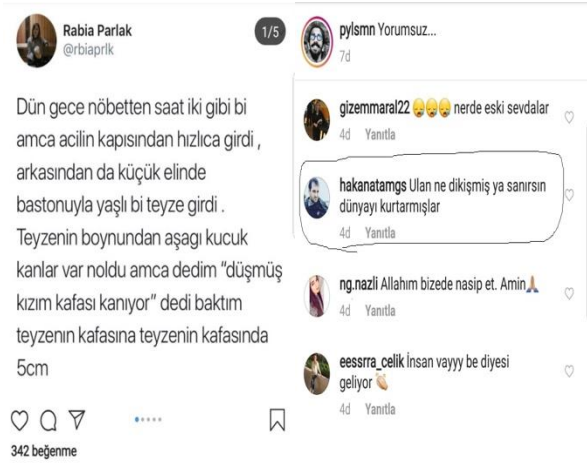 Rabia Parlak
@rbiaprlk
1/5
Dün gece nöbetten saat iki gibi bi
amca acilin kapısından hızlıca girdi ,
arkasından da küçük elinde
bastonuyla yaşlı bi teyze girdi .
Teyzenin boynundan aşagı kucuk
kanlar var noldu amca dedim “düşmüş
kızım kafası kanıyor” dedi baktım
teyzenın kafasına teyzenin kafasında
5cm
342 beğenme
pylsmn Yorumsuz...
7d
gizemmaral22 😞😞😞 nerde eski sevdalar
4d Yanıtla
hakanatamgs Ulan ne dikişmiş ya sanırsın
dünyayı kurtarmışlar
4d Yanıtla
ng.nazli Allahım bizede nasip et. Amin🙏
4d Yanıtla
eessrra_celik İnsan vayyy be diyesi
geliyor 👏
4d Yanıtla